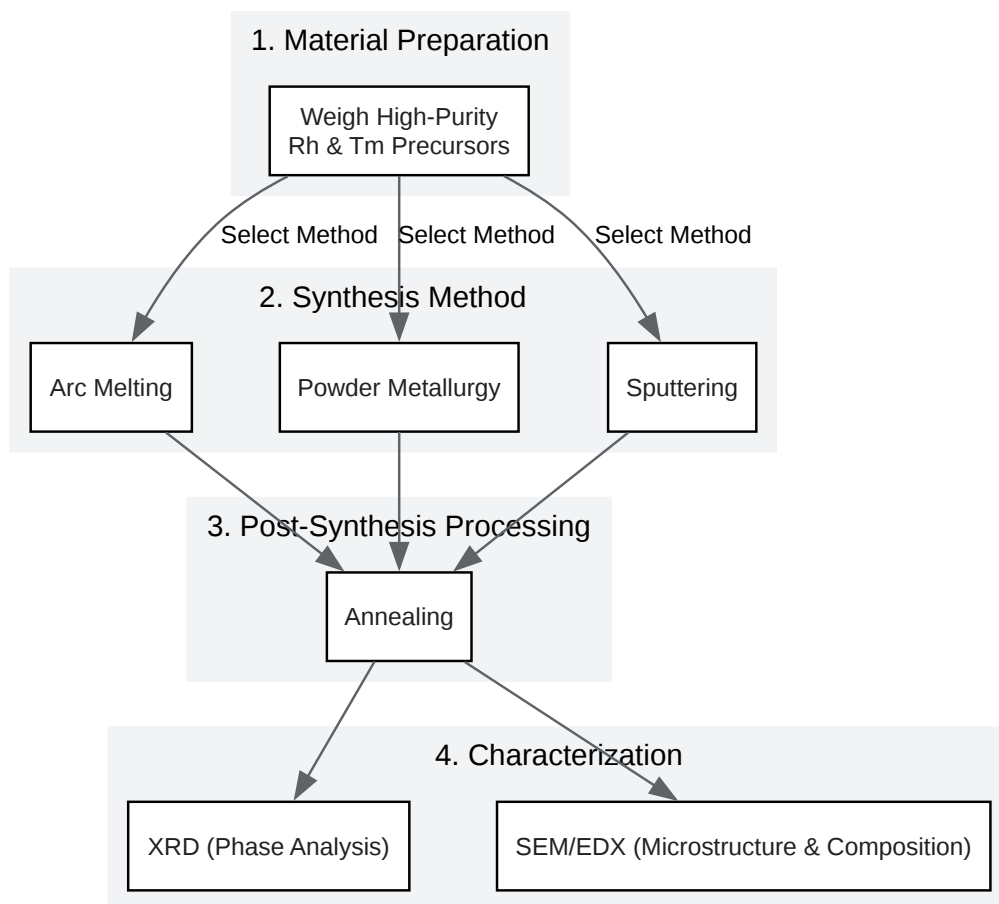 1. Material Preparation
Weigh High-Purity
Rh & Tm Precursors
Select Method
Select Method
Select Method
2. Synthesis Method
Arc Melting
Powder Metallurgy
Sputtering
3. Post-Synthesis Processing
Annealing
4. Characterization
XRD (Phase Analysis)
SEM/EDX (Microstructure & Composition)